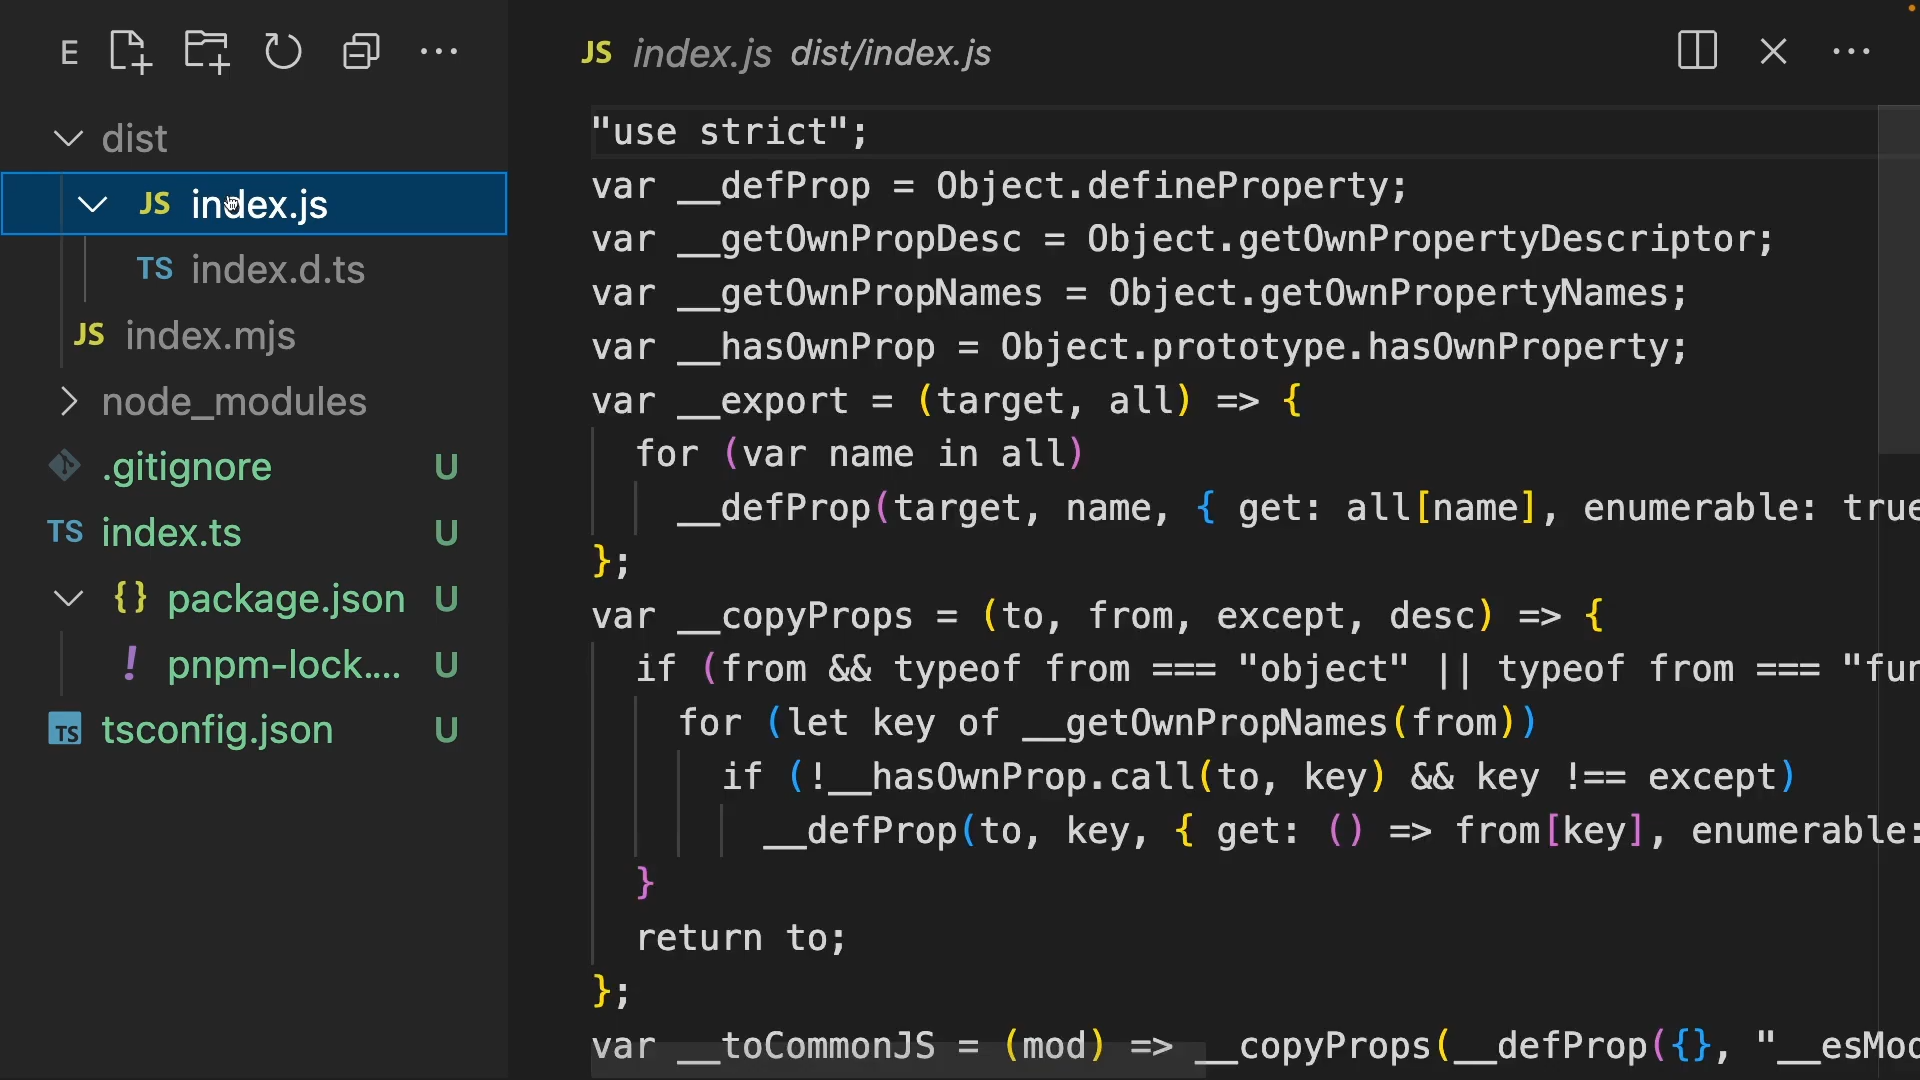 E
JS index.js dist/index.js
dist
JS index.js
TS index.d.ts
JS index.mjs
node_modules
.gitignore U
TS index.ts U
{} package.json U
! pnpm-lock.... U
TS tsconfig.json U
"use strict";
var __defProp = Object.defineProperty;
var __getOwnPropDesc = Object.getOwnPropertyDescriptor;
var __getOwnPropNames = Object.getOwnPropertyNames;
var __hasOwnProp = Object.prototype.hasOwnProperty;
var __export = (target, all) => {
for (var name in all)
__defProp(target, name, { get: all[name], enumerable: true
};
var __copyProps = (to, from, except, desc) => {
if (from && typeof from === "object" || typeof from === "fun
for (let key of __getOwnPropNames(from))
if (!__hasOwnProp.call(to, key) && key !== except)
__defProp(to, key, { get: () => from[key], enumerable:
}
return to;
};
var __toCommonJS = (mod) => __copyProps(__defProp({}, "__esMod